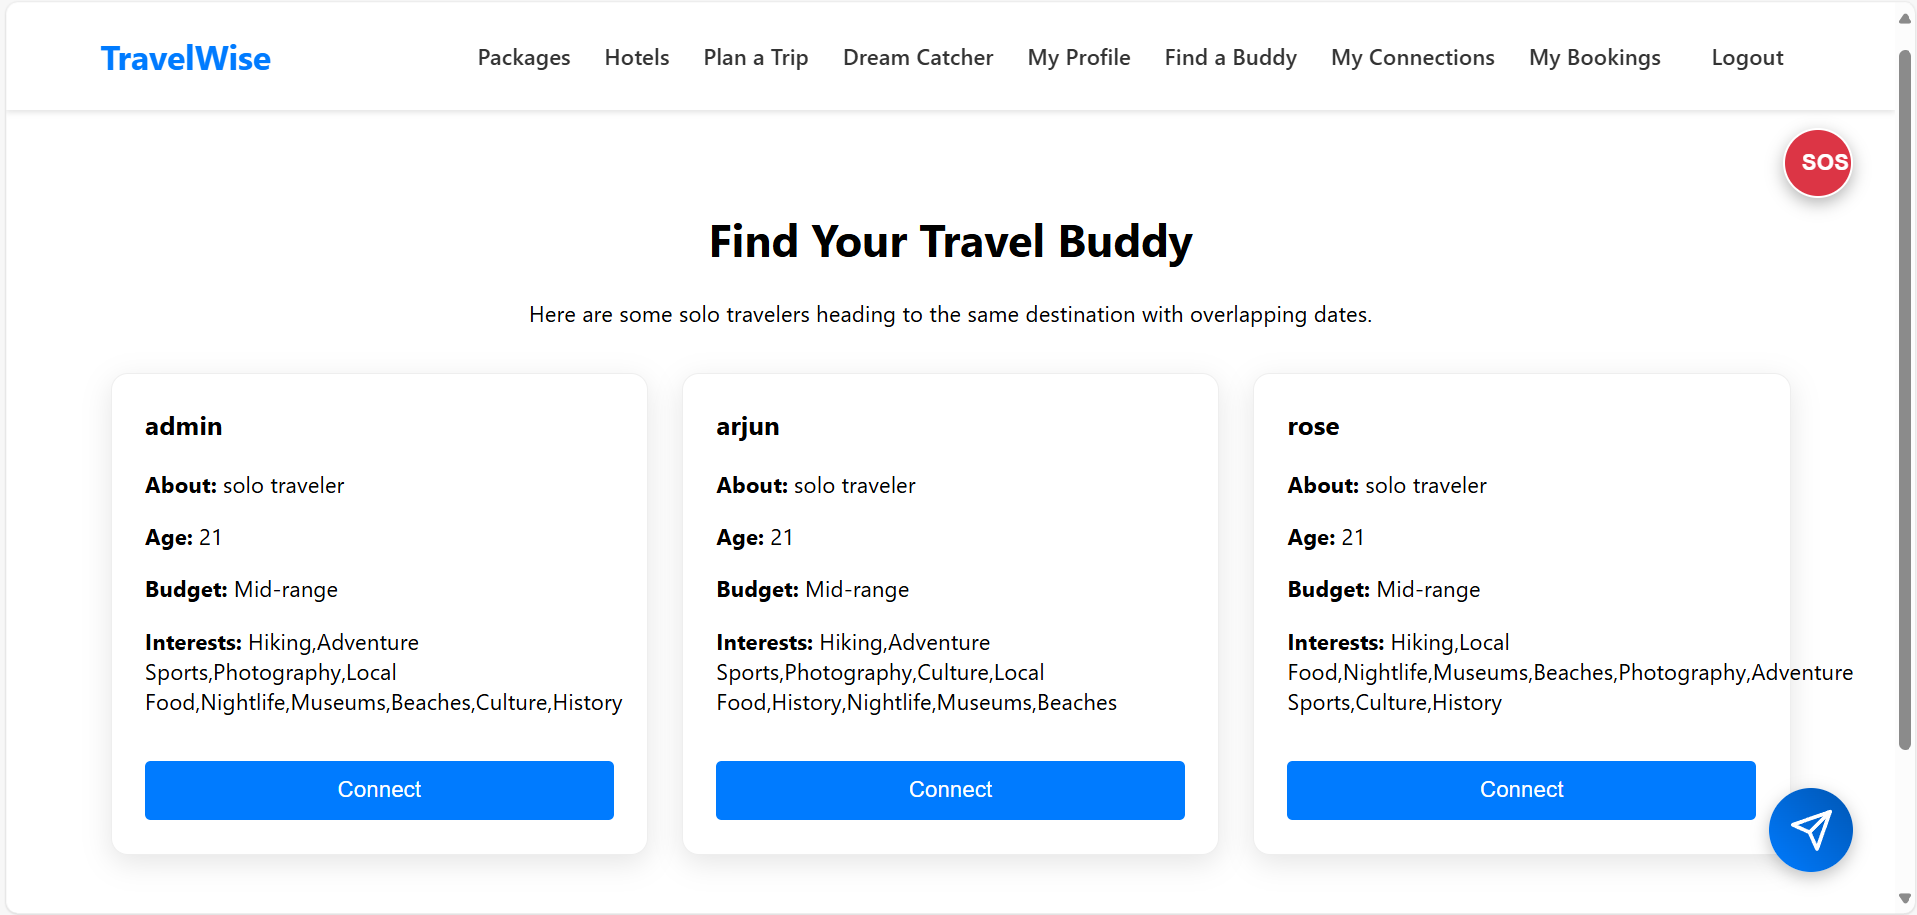 TravelWise
Packages Hotels Plan a Trip Dream Catcher My Profile Find a Buddy My Connections My Bookings Logout
SOS
Find Your Travel Buddy
Here are some solo travelers heading to the same destination with overlapping dates.
admin
About: solo traveler
Age: 21
Budget: Mid-range
Interests: Hiking,Adventure
Sports,Photography,Local
Food,Nightlife,Museums,Beaches,Culture,History
Connect
arjun
About: solo traveler
Age: 21
Budget: Mid-range
Interests: Hiking,Adventure
Sports,Photography,Culture,Local
Food,History,Nightlife,Museums,Beaches
Connect
rose
About: solo traveler
Age: 21
Budget: Mid-range
Interests: Hiking,Local
Food,Nightlife,Museums,Beaches,Photography,Adventure
Sports,Culture,History
Connect